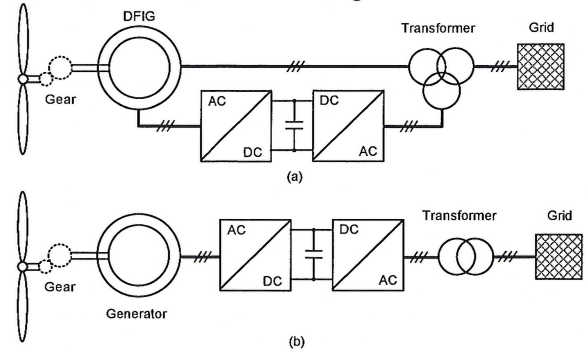 DFIG
Transformer
Grid
Gear
AC
DC
DC
AC
(a)
Transformer
Grid
AC
DC
DC
AC
Gear
Generator
(b)